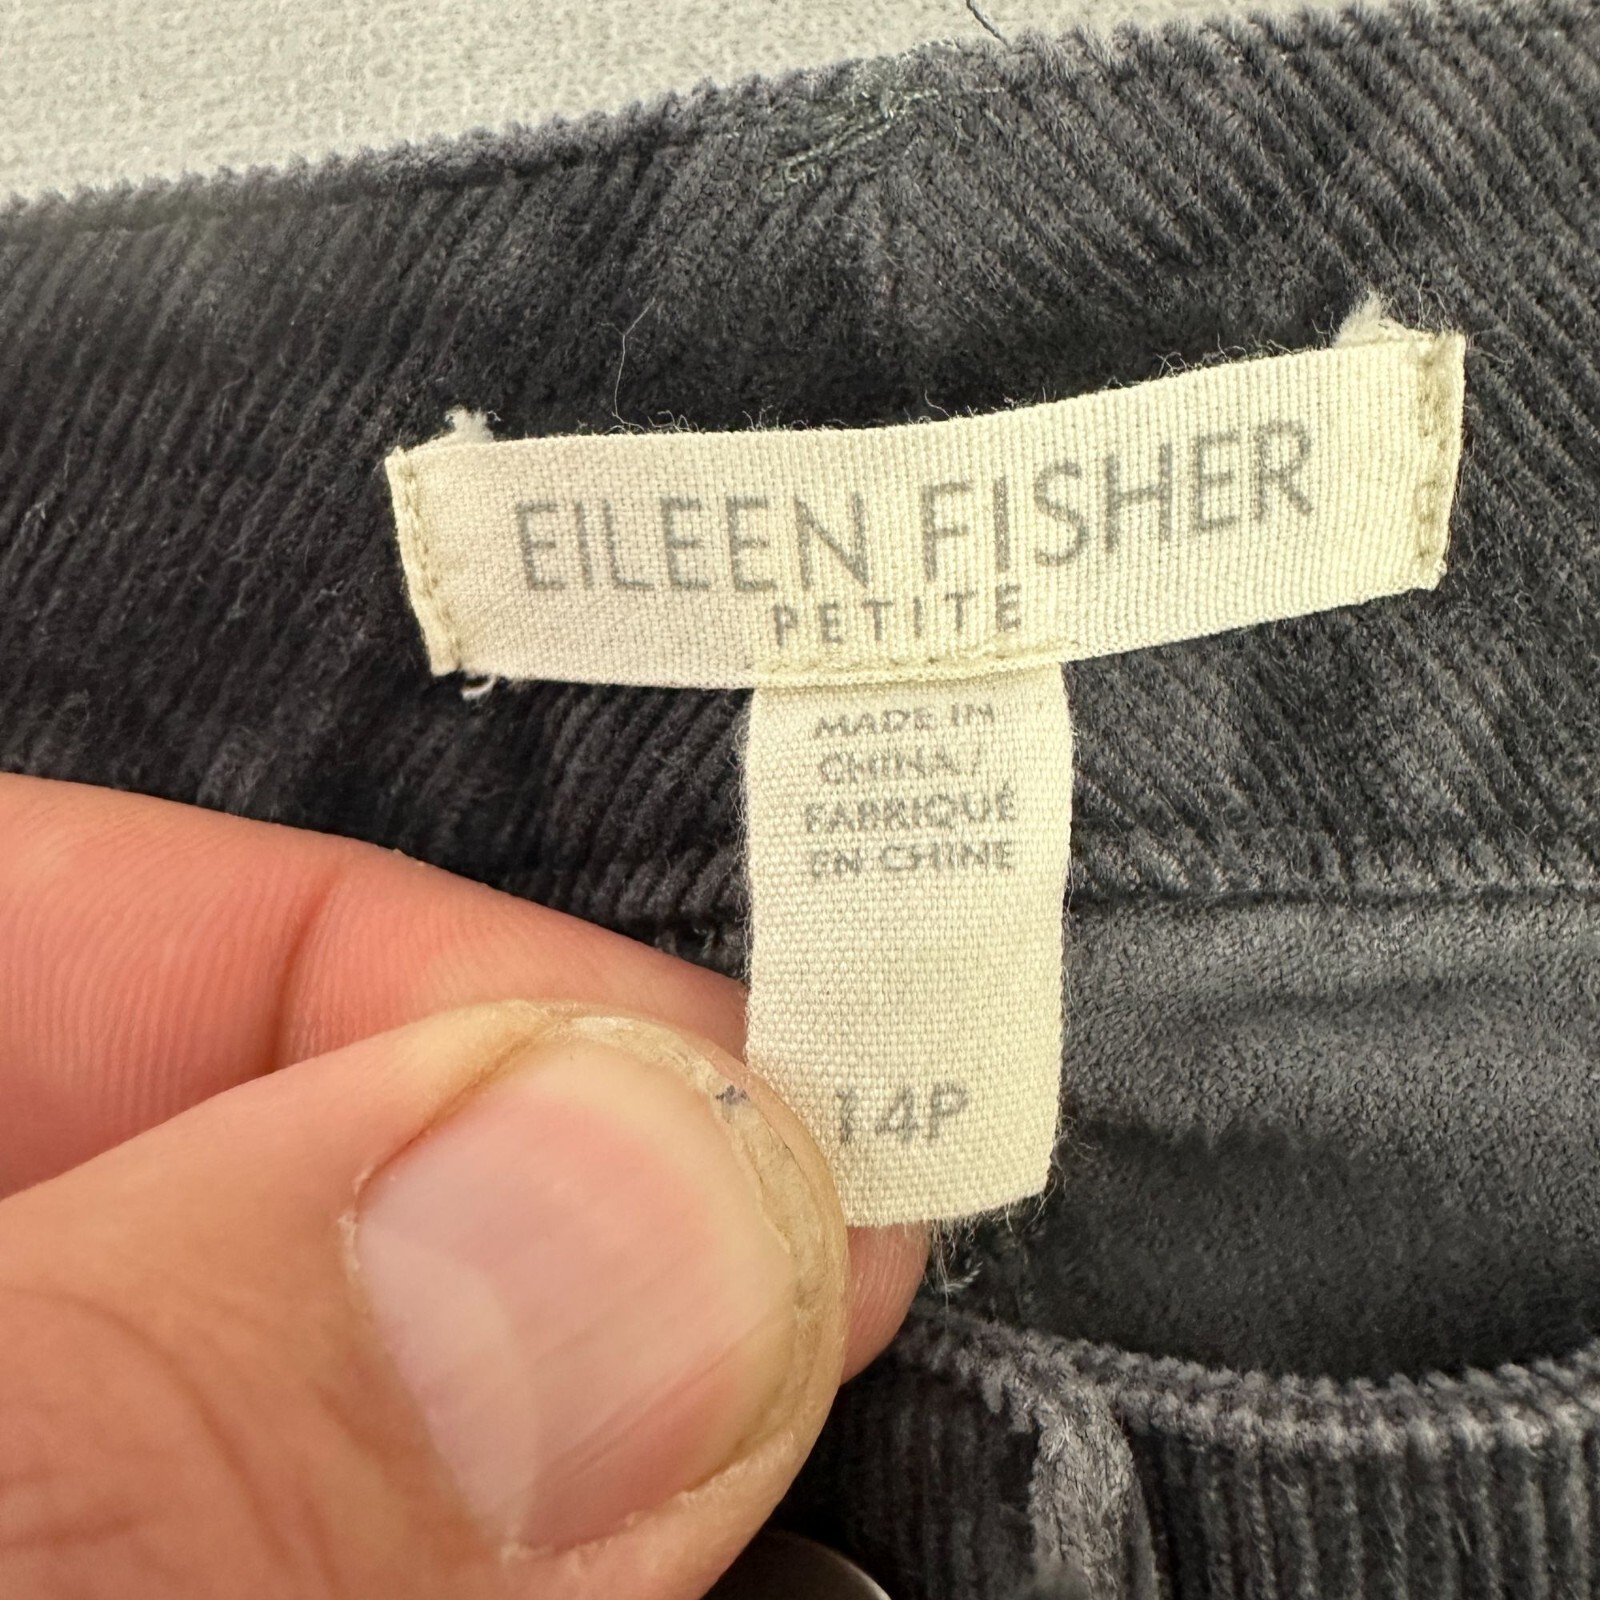 EILEEN FISHER
PETITE
MADE IN
CHINA/
FABRIQUÉ
EN CHINE
14P